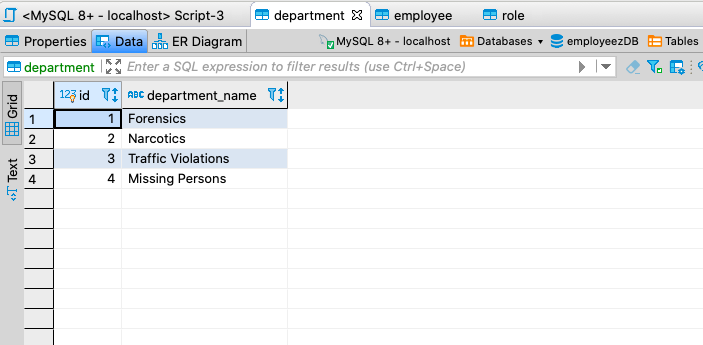 <MySQL 8+ - localhost> Script-3 department employee role
Properties Data ER Diagram MySQL 8+ - localhost Databases employeezDB Tables
department Enter a SQL expression to filter results (use Ctrl+Space)
Grid
Text
123 id ABC department_name
1 1 Forensics
2 2 Narcotics
3 3 Traffic Violations
4 4 Missing Persons